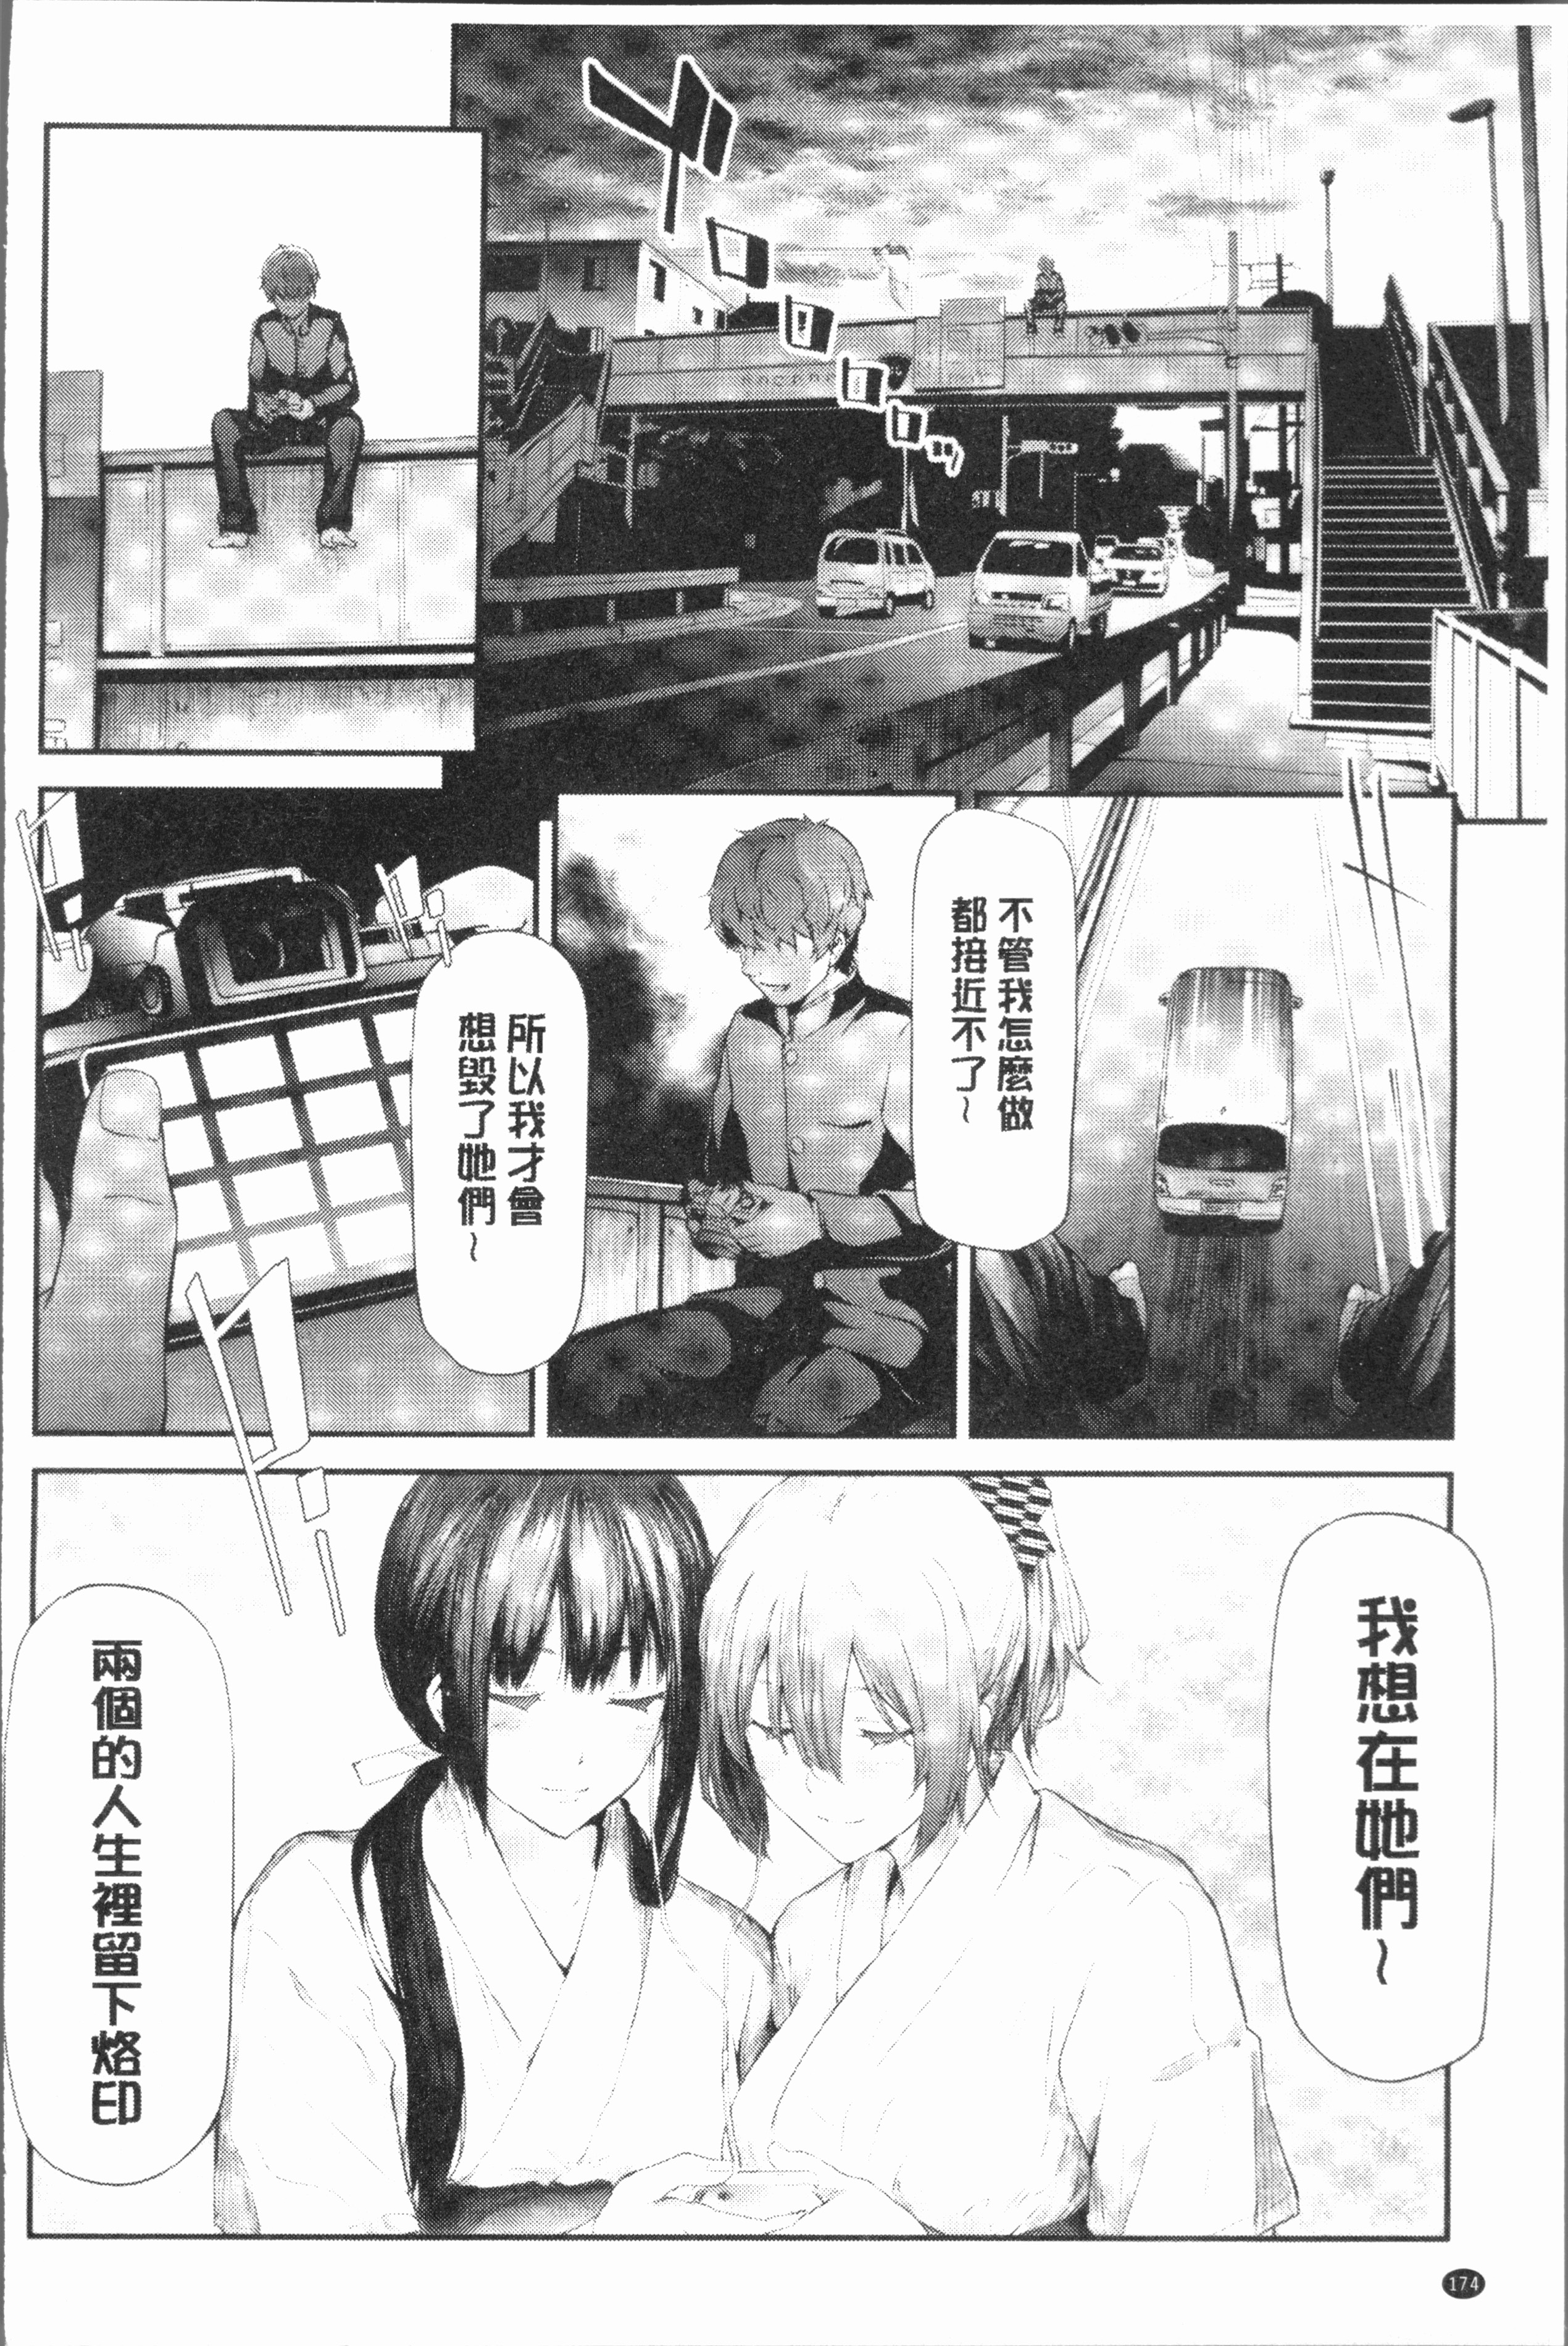 不管我怎麼做
都接近不了~
所以我才會
想毀了她們~
我想在她們~
兩個的人生裡留下烙印
174